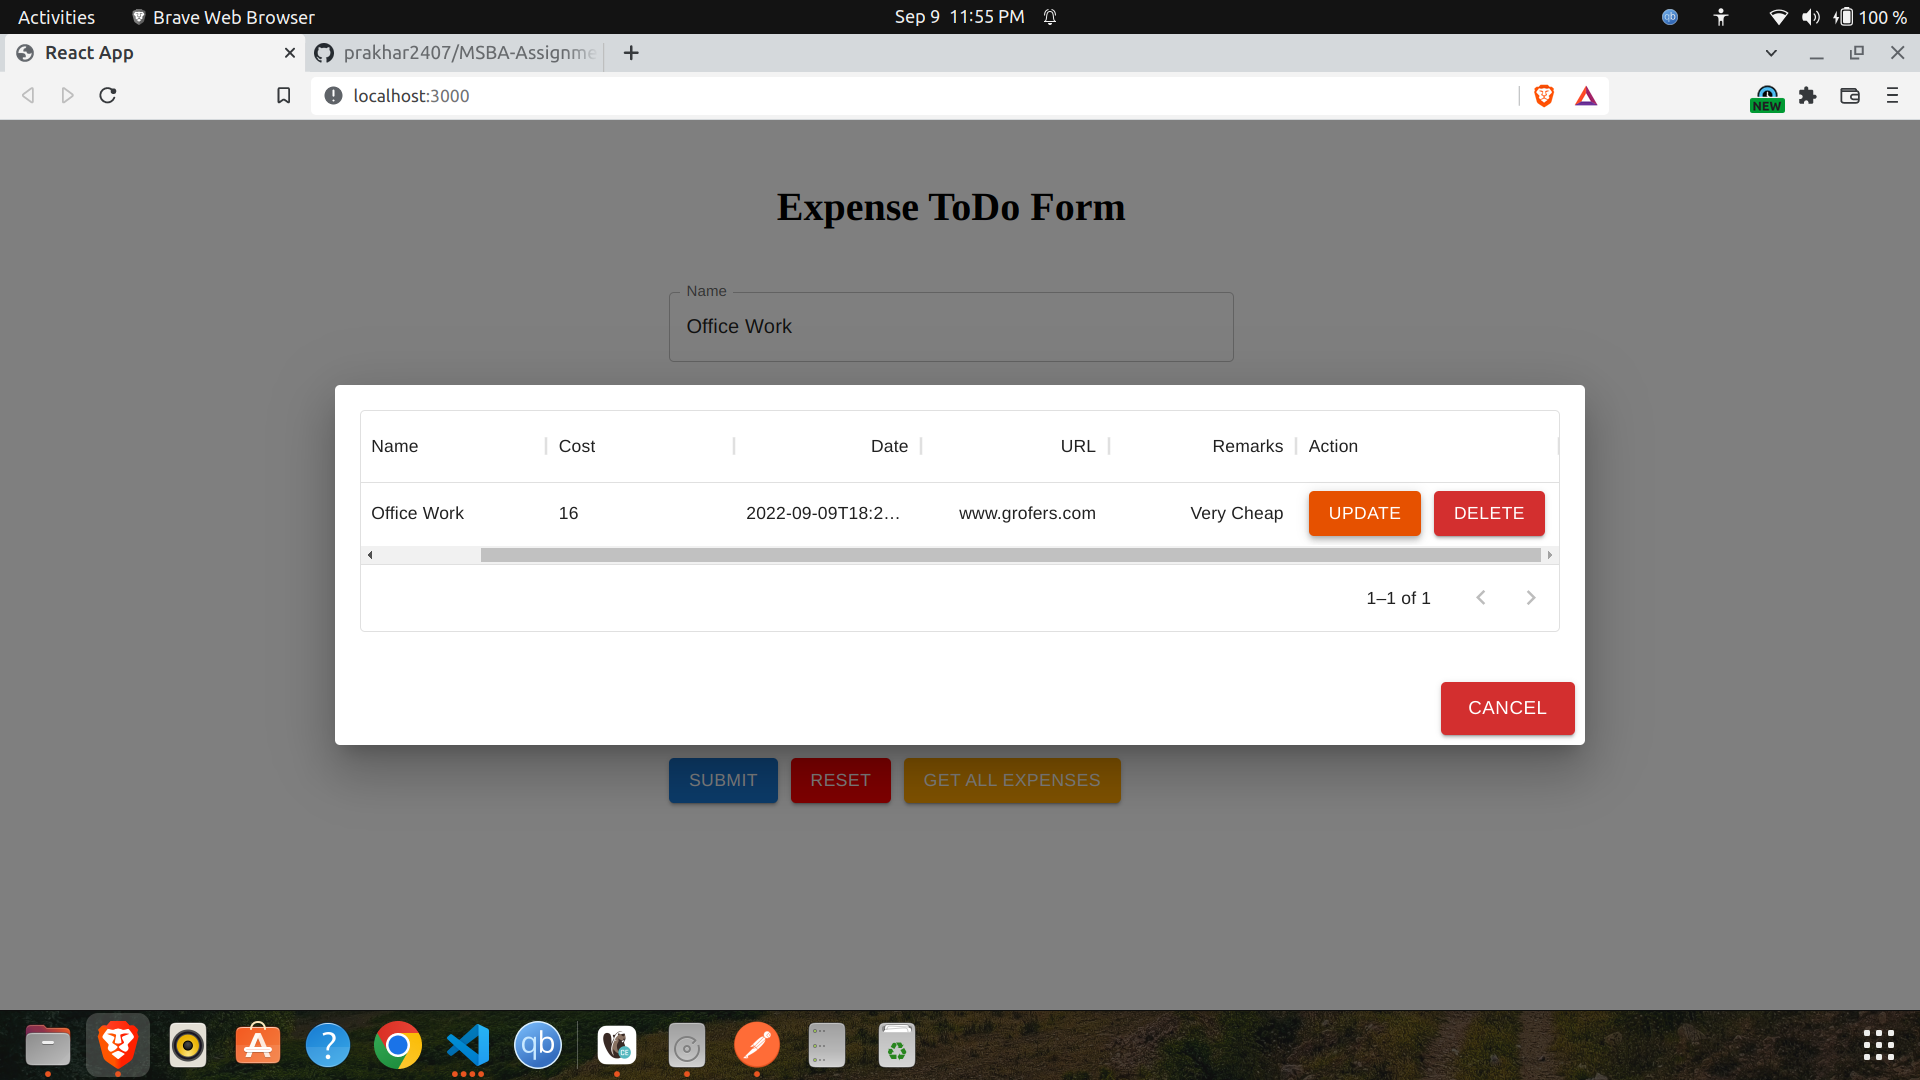 Activities
Brave Web Browser
Sep 9 11:55 PM
qb
100 %
React App
prakhar2407/MSBA-Assignme
localhost:3000
NEW
Expense ToDo Form
Name
Office Work
Name Cost Date URL Remarks Action
Office Work 16 2022-09-09T18:2… www.grofers.com Very Cheap UPDATE DELETE
1–1 of 1
CANCEL
SUBMIT RESET GET ALL EXPENSES
?
qb
CE